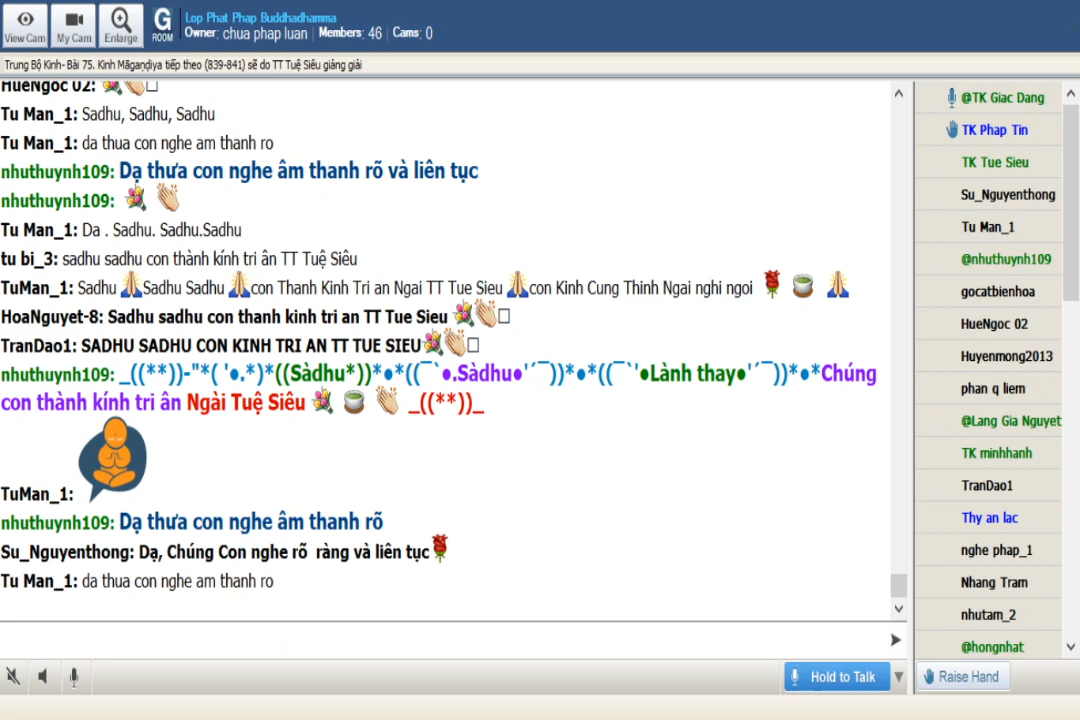 View Cam
My Cam
Enlarge
G
ROOM
Lop Phat Phap Buddhadhamma
Owner: chua phap luan | Members: 46 | Cams: 0
Trung Bộ Kinh- Bài 75. Kinh Māgaṇḍiya tiếp theo (839-841) sẽ do TT Tuệ Siêu giảng giải
HueNgoc 02:
Tu Man_1: Sadhu, Sadhu, Sadhu
Tu Man_1: da thua con nghe am thanh ro
nhuthuynh109: Dạ thưa con nghe âm thanh rõ và liên tục
nhuthuynh109:
Tu Man_1: Da . Sadhu. Sadhu.Sadhu
tu bi_3: sadhu sadhu con thành kính tri ân TT Tuệ Siêu
TuMan_1: Sadhu Sadhu Sadhu con Thanh Kinh Tri an Ngai TT Tue Sieu con Kinh Cung Thinh Ngai nghi ngoi
HoaNguyet-8: Sadhu sadhu con thanh kinh tri an TT Tue Sieu
TranDao1: SADHU SADHU CON KINH TRI AN TT TUE SIEU
nhuthuynh109: _((**))-"*( '●.*)*((Sàdhu*))*●*((¯`●.Sàdhu●'´¯))*●*((¯`'●Lành thay●'´¯))*●*Chúng
con thành kính tri ân Ngài Tuệ Siêu _((**))_
TuMan_1:
nhuthuynh109: Dạ thưa con nghe âm thanh rõ
Su_Nguyenthong: Dạ, Chúng Con nghe rõ ràng và liên tục
Tu Man_1: da thua con nghe am thanh ro
Hold to Talk
@TK Giac Dang
TK Phap Tin
TK Tue Sieu
Su_Nguyenthong
Tu Man_1
@nhuthuynh109
gocatbienhoa
HueNgoc 02
Huyenmong2013
phan q liem
@Lang Gia Nguyet
TK minhhanh
TranDao1
Thy an lac
nghe phap_1
Nhang Tram
nhutam_2
@hongnhat
Raise Hand